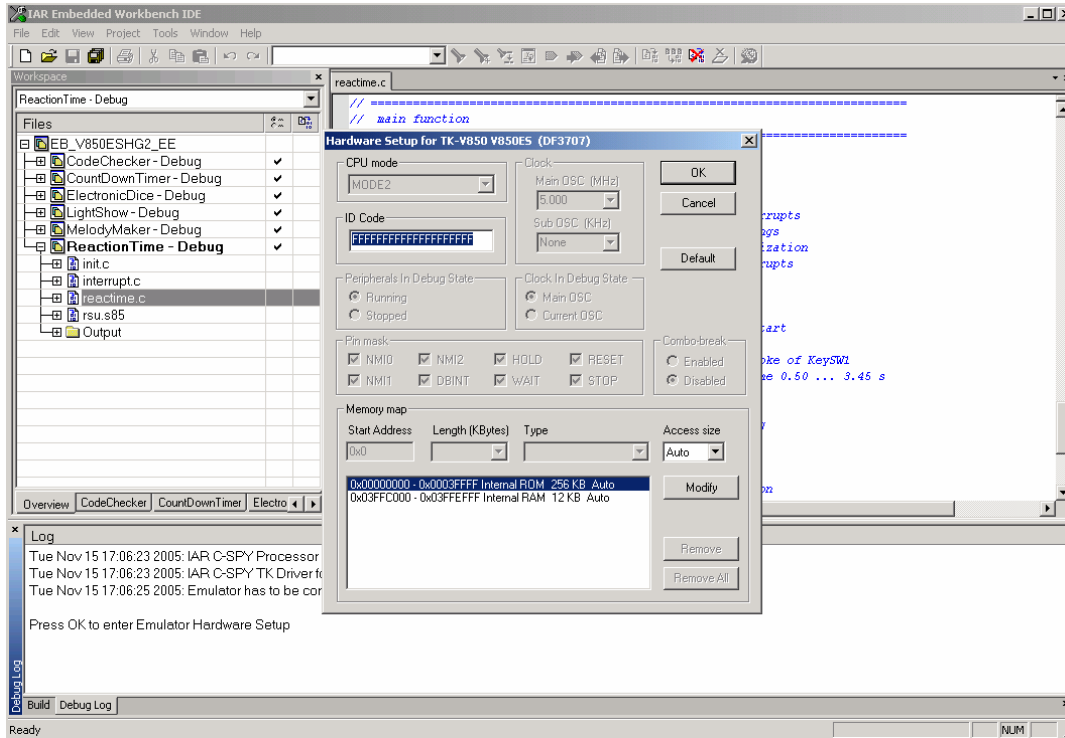 IAR Embedded Workbench IDE
File Edit View Project Tools Window Help
Workspace
ReactionTime - Debug
Files
EB_V850ESHG2_EE
CodeChecker - Debug
CountDownTimer - Debug
ElectronicDice - Debug
LightShow - Debug
MelodyMaker - Debug
ReactionTime - Debug
init.c
interrupt.c
reactime.c
rsu.s85
Output
Overview CodeChecker CountDownTimer Electro
reactime.c
// ============================================================================
// main function
Hardware Setup for TK-V850 V850ES (DF3707)
CPU mode
MODE2
ID Code
FFFFFFFFFFFFFFFFFFFF
Clock
Main OSC (MHz)
5.000
Sub OSC (KHz)
None
OK
Cancel
Default
Peripherals In Debug State
Running
Stopped
Clock In Debug State
Main OSC
Current OSC
Pin mask
NMI0 NMI2 HOLD RESET
NMI1 DBINT WAIT STOP
Combo-break
Enabled
Disabled
Memory map
Start Address Length (KBytes) Type Access size
0x0 Auto
0x00000000 - 0x0003FFFF Internal ROM 256 KB Auto
0x03FFC000 - 0x03FFEFFF Internal RAM 12 KB Auto
Modify
Remove
Remove All
rrupts
ngs
ization
rupts
tart
oke of KeySW1
me 0.50 ... 3.45 s
on
Log
Tue Nov 15 17:06:23 2005: IAR C-SPY Processor
Tue Nov 15 17:06:23 2005: IAR C-SPY TK Driver fo
Tue Nov 15 17:06:25 2005: Emulator has to be con
Press OK to enter Emulator Hardware Setup
Debug Log
Build Debug Log
Ready NUM